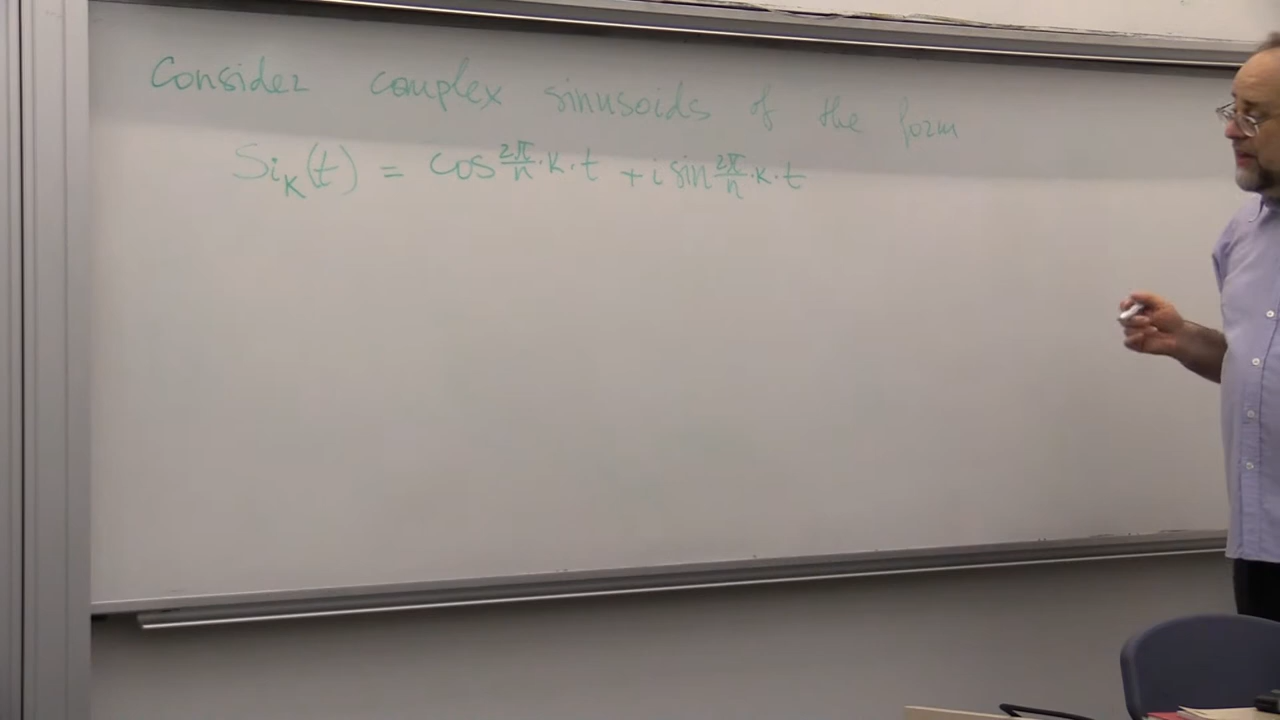 Consider complex sinusoids of the form
Si_k(t) = cos 2π/n · k · t + i sin 2π/n · k · t